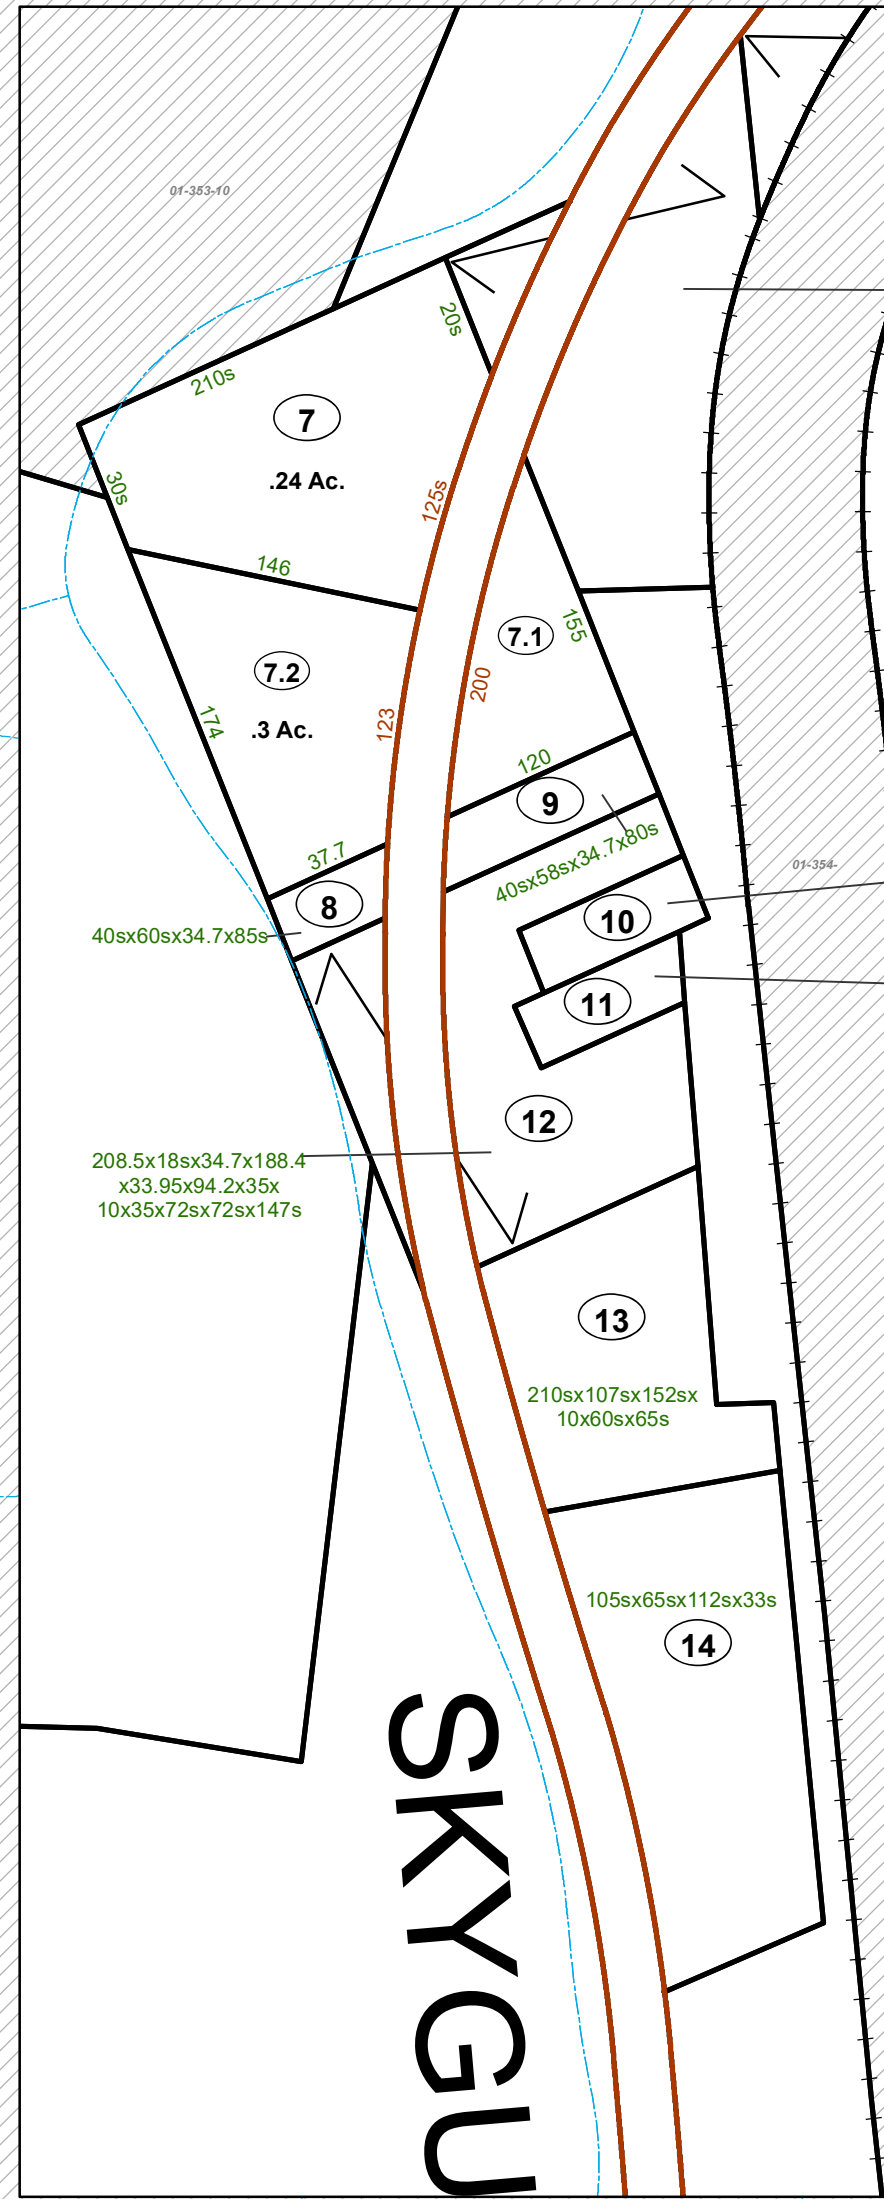 01-353-10
20s
210s
7
.24 Ac.
30s
125s
146
7.1
155
7.2
.3 Ac.
200
174
123
120
9
37.7
40sx58sx34.7x80s
01-354-
8
10
40sx60sx34.7x85s
11
12
208.5x18sx34.7x188.4
x33.95x94.2x35x
10x35x72sx72sx147s
13
210sx107sx152sx
10x60sx65s
105sx65sx112sx33s
14
SKYGU